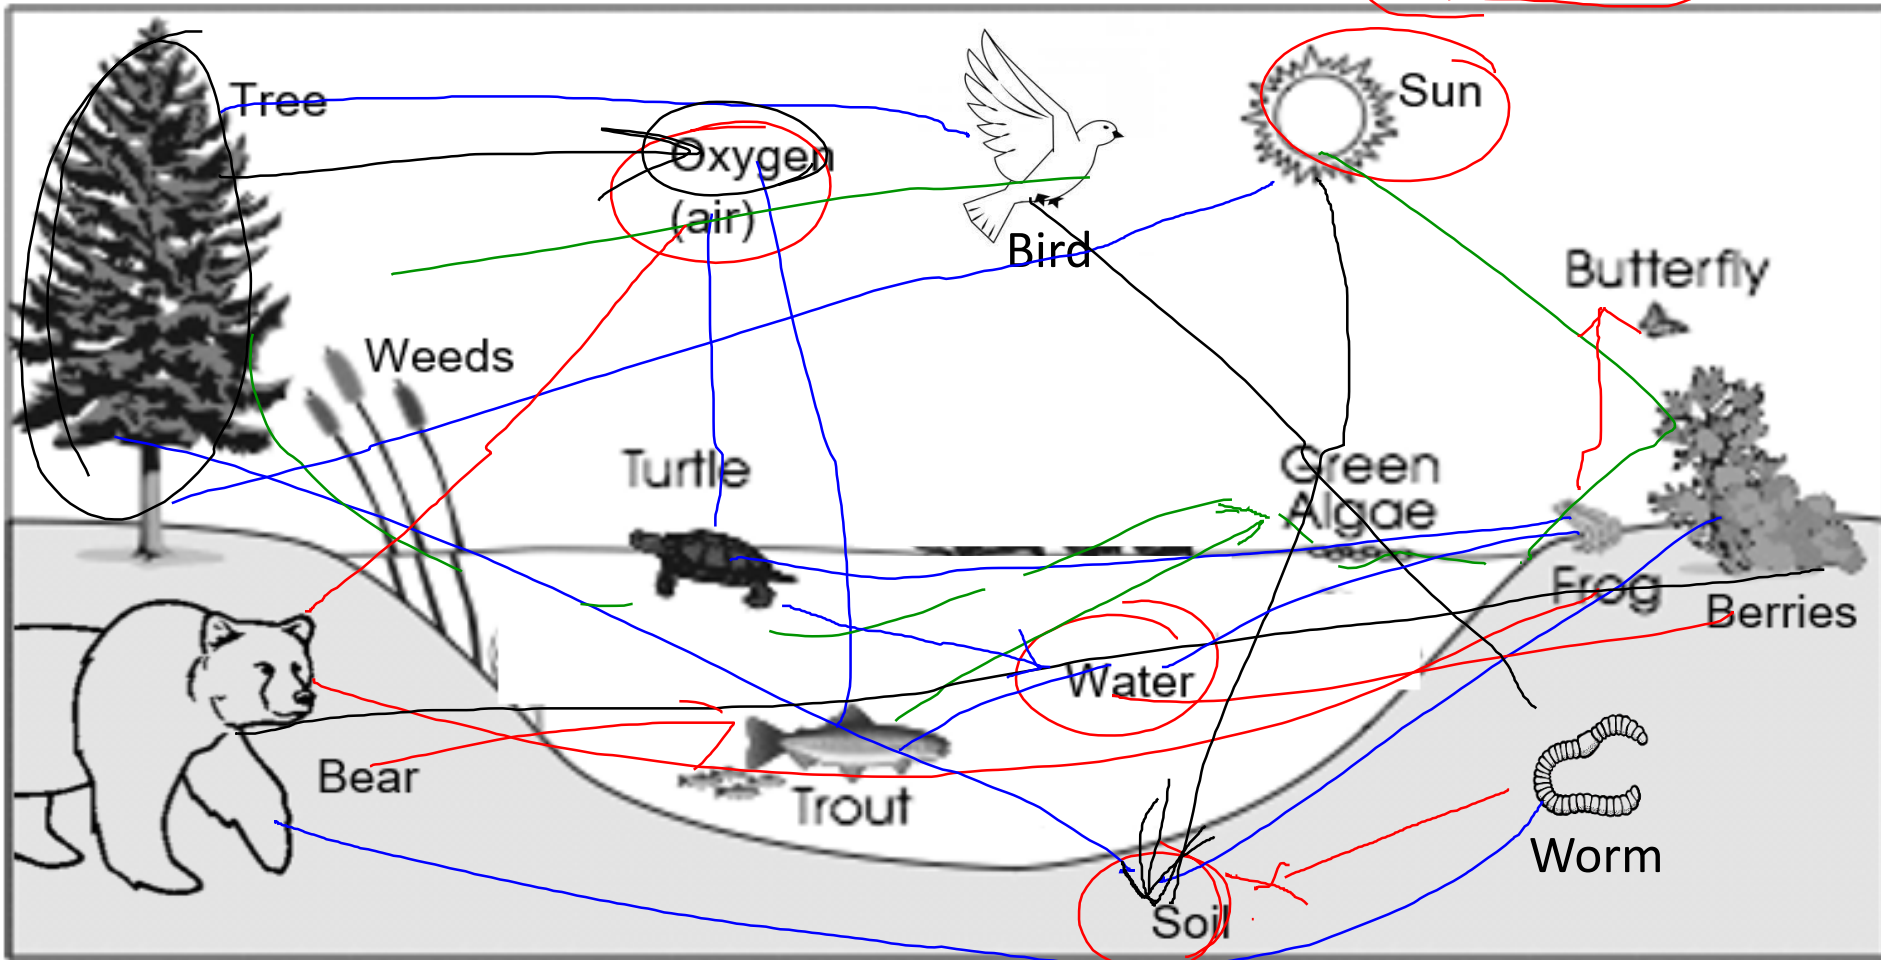 Tree
Oxygen
(air)
Sun
Bird
Butterfly
Weeds
Turtle
Green
Algae
Frog
Berries
Water
Bear
Trout
Worm
Soil